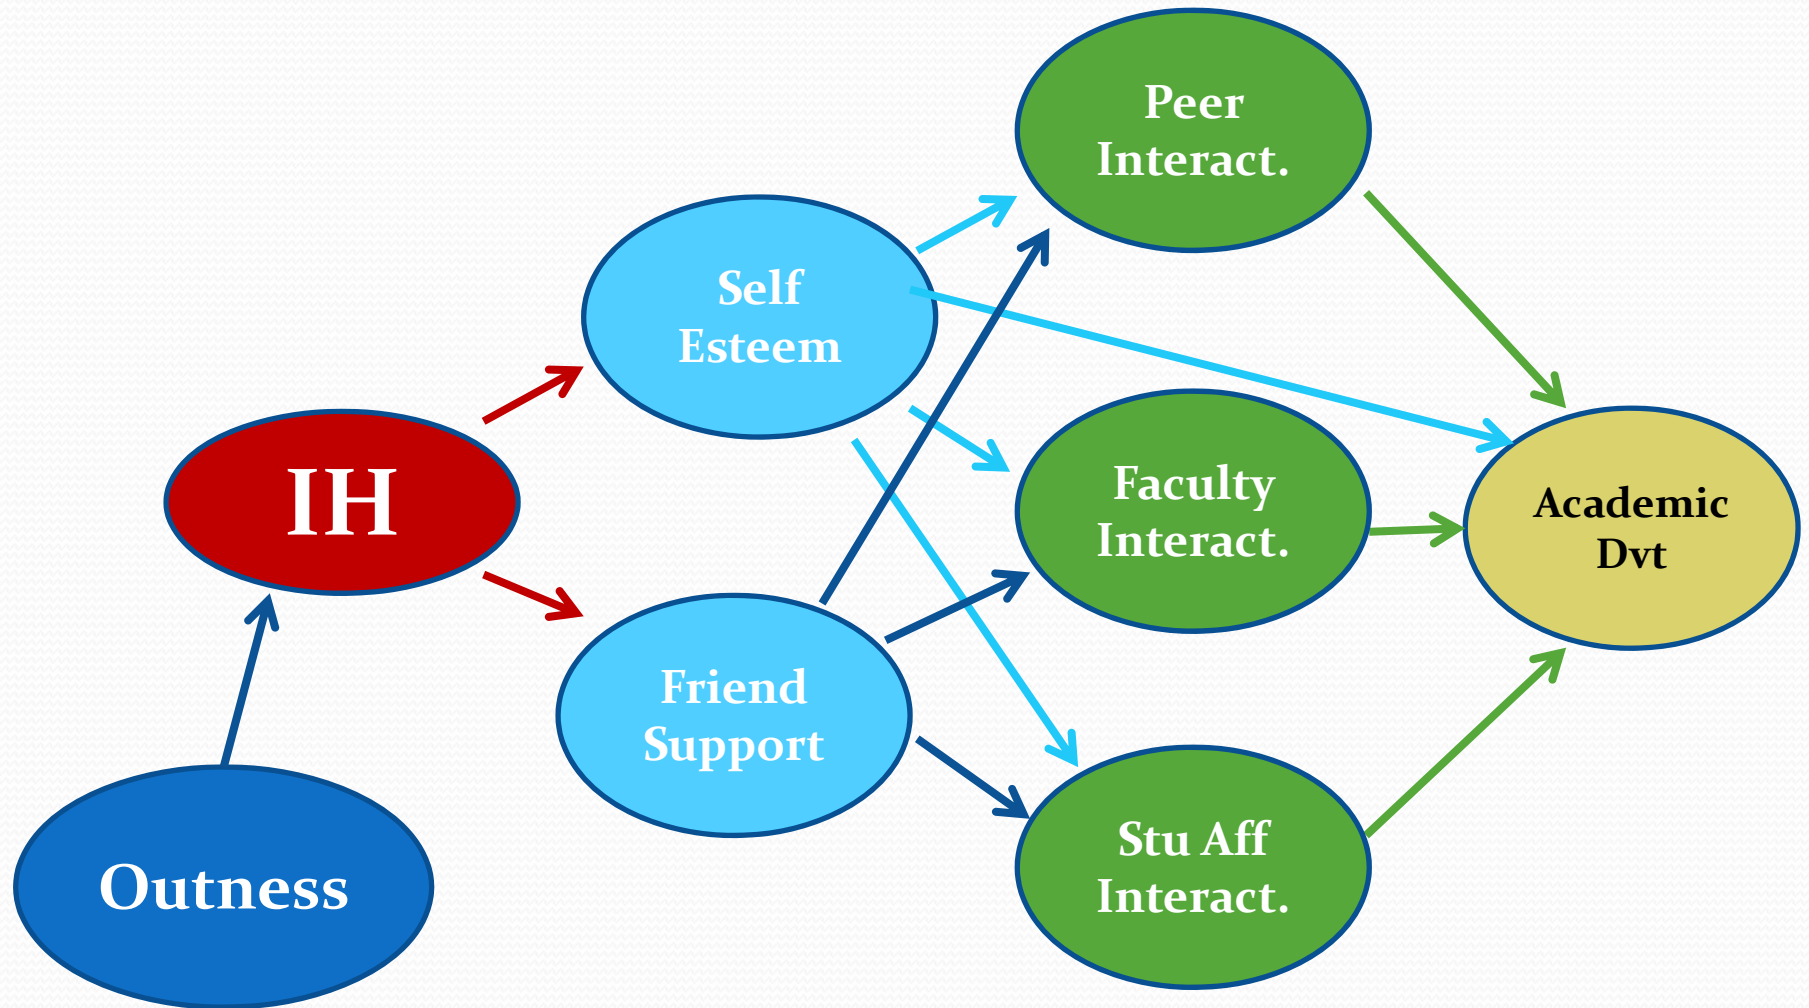 Peer
Interact.
Self
Esteem
IH
Faculty
Interact.
Academic
Dvt
Friend
Support
Outness
Stu Aff
Interact.